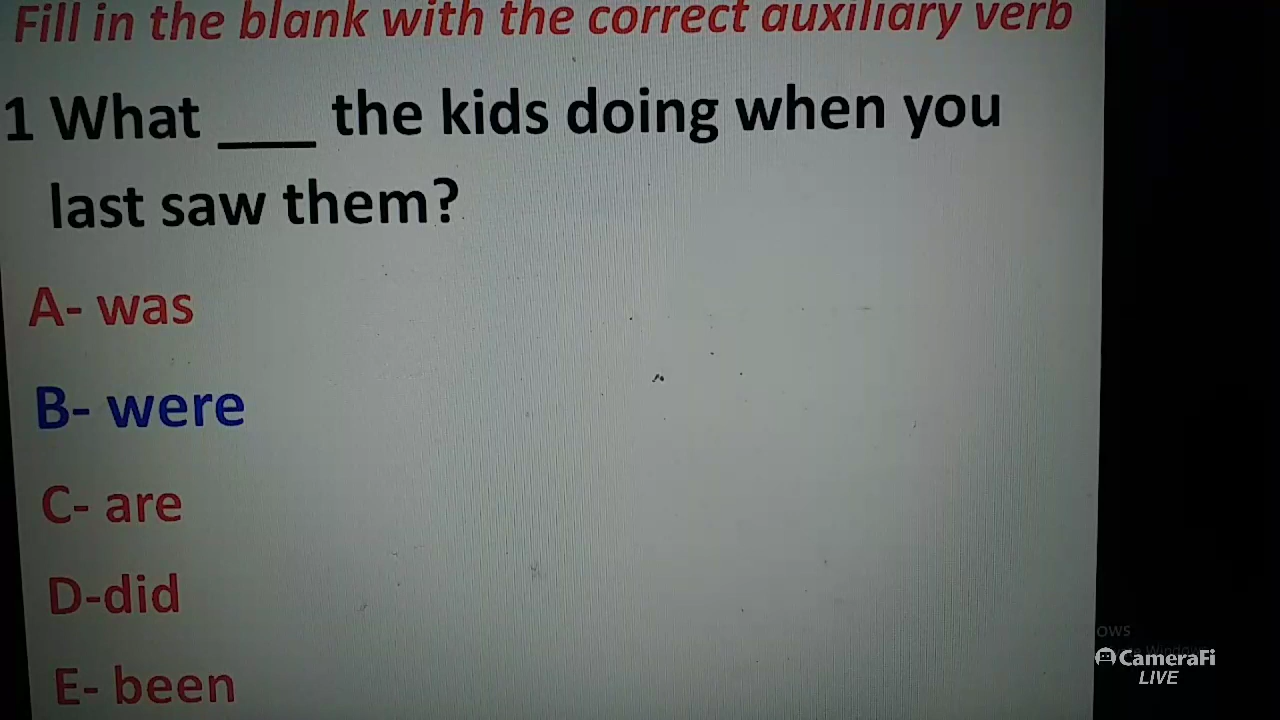 Fill in the blank with the correct auxiliary verb
1 What ___ the kids doing when you
last saw them?
A- was
B- were
C- are
D-did
E- been
ows
CameraFi
LIVE